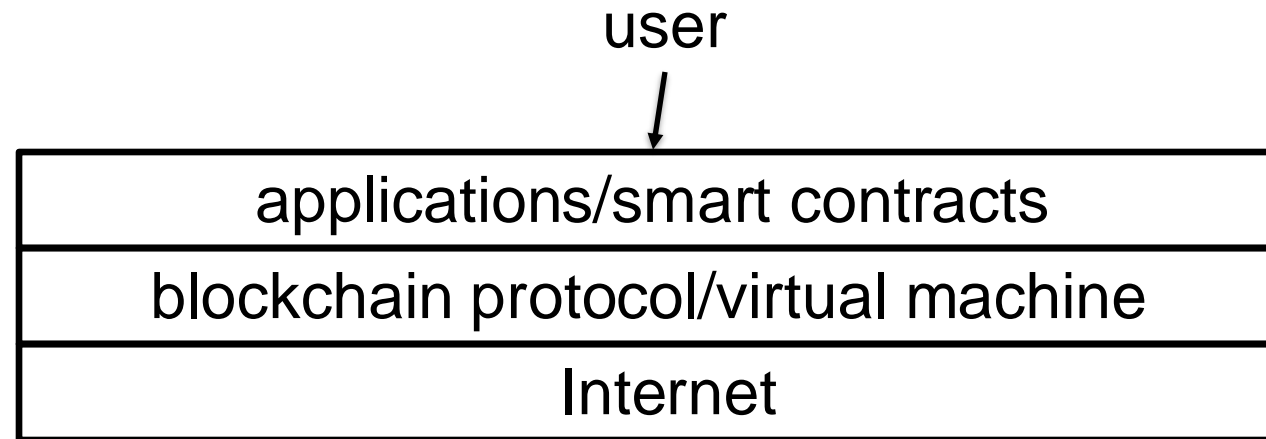 user
applications/smart contracts
blockchain protocol/virtual machine
Internet